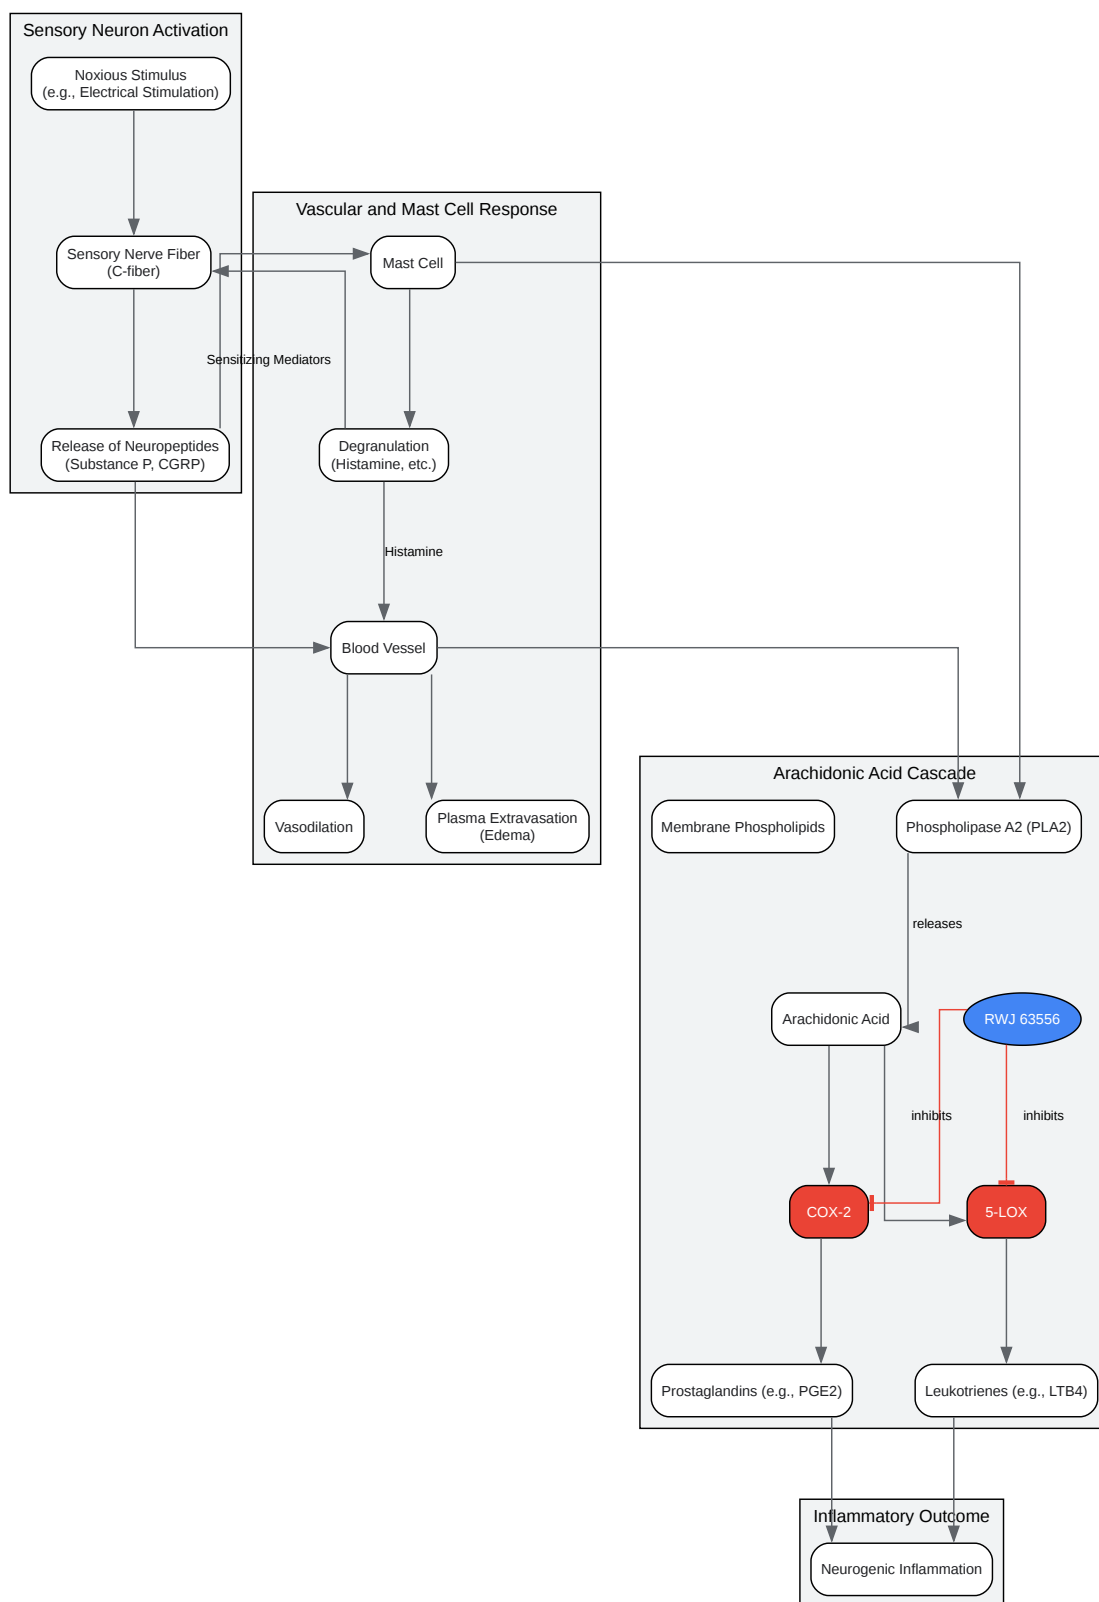 Sensory Neuron Activation
Noxious Stimulus
(e.g., Electrical Stimulation)
Sensory Nerve Fiber
(C-fiber)
Release of Neuropeptides
(Substance P, CGRP)
Vascular and Mast Cell Response
Mast Cell
Sensitizing Mediators
Degranulation
(Histamine, etc.)
Histamine
Blood Vessel
Vasodilation
Plasma Extravasation
(Edema)
Arachidonic Acid Cascade
Membrane Phospholipids
Phospholipase A2 (PLA2)
releases
Arachidonic Acid
RWJ 63556
inhibits
inhibits
COX-2
5-LOX
Prostaglandins (e.g., PGE2)
Leukotrienes (e.g., LTB4)
Inflammatory Outcome
Neurogenic Inflammation